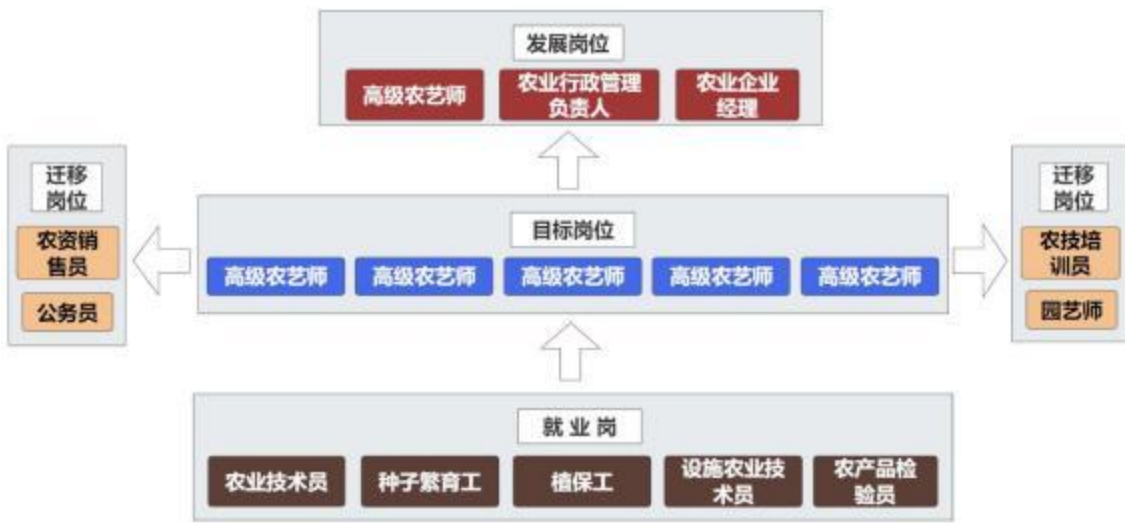 发展岗位
高级农艺师
农业行政管理
负责人
农业企业
经理
迁移
岗位
农资销
售员
公务员
目标岗位
高级农艺师
高级农艺师
高级农艺师
高级农艺师
高级农艺师
迁移
岗位
农技培
训员
园艺师
就 业 岗
农业技术员
种子繁育工
植保工
设施农业技
术员
农产品检
验员